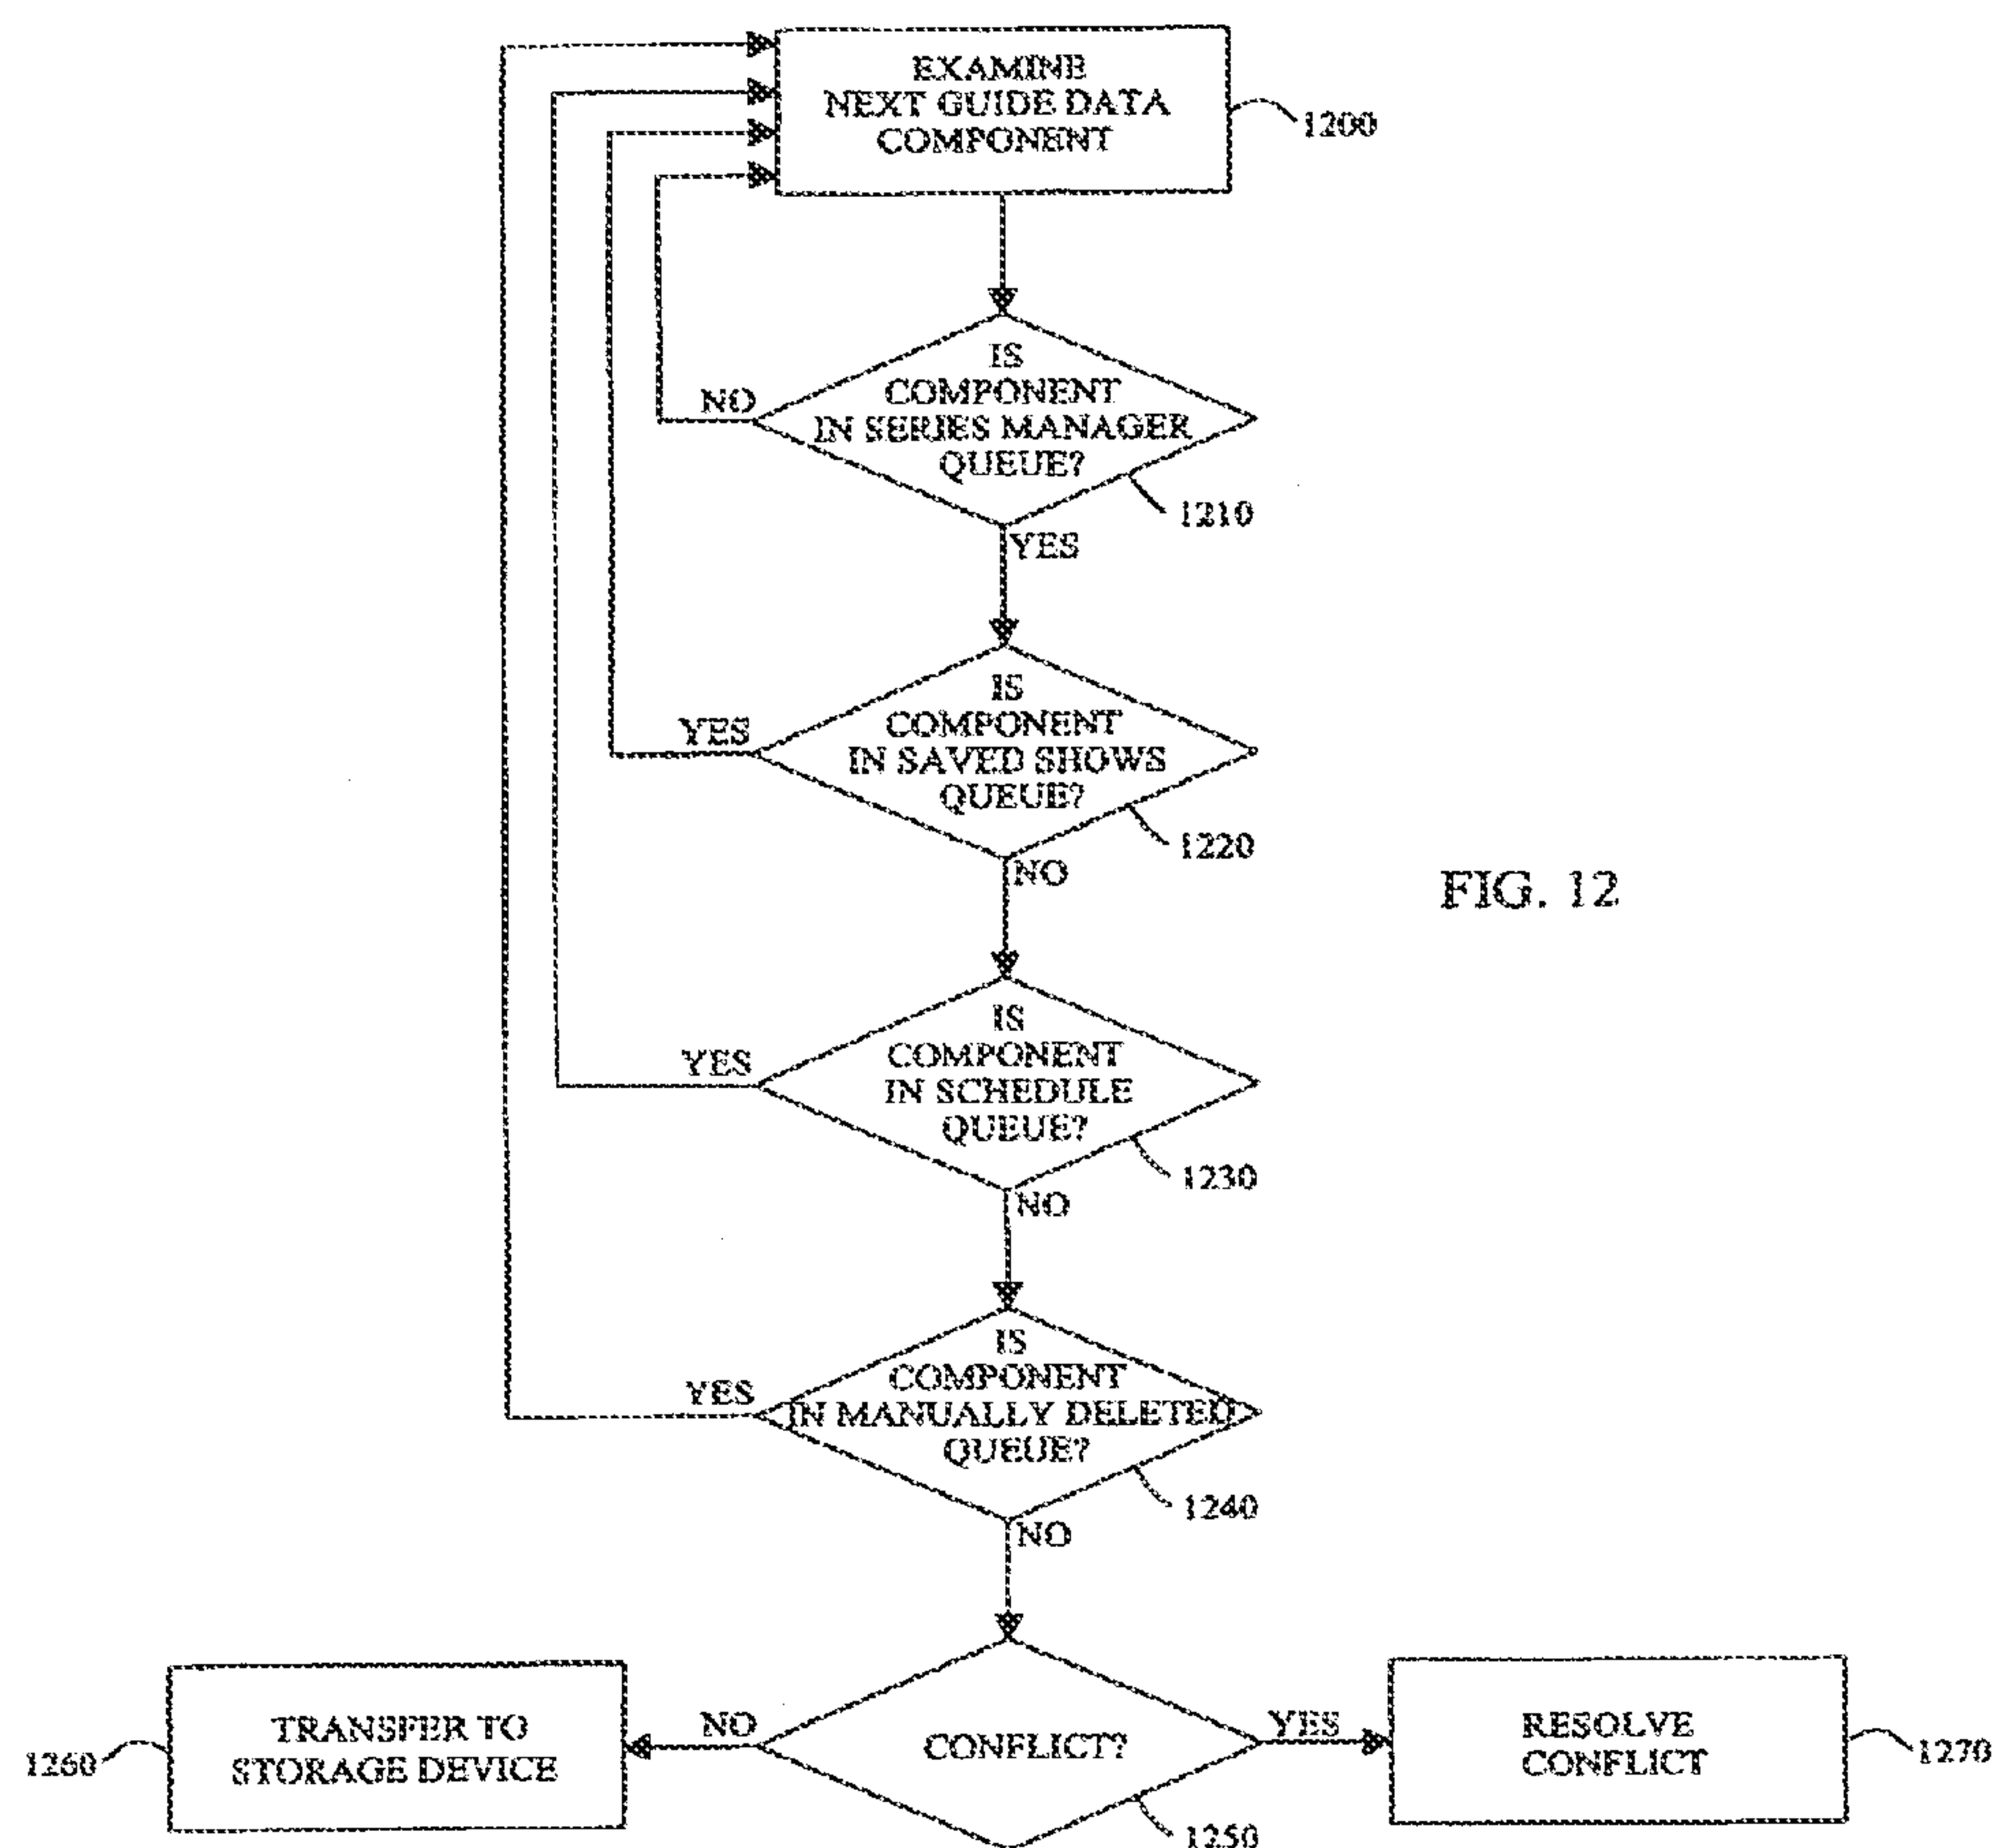 EXAMINE
NEXT GUIDE DATA
COMPONENT
1200
IS
COMPONENT
IN SERIES MANAGER
QUEUE?
NO
1210
YES
IS
COMPONENT
IN SAVED SHOWS
QUEUE?
YES
1220
NO
FIG. 12
IS
COMPONENT
IN SCHEDULE
QUEUE?
YES
1230
NO
IS
COMPONENT
IN MANUALLY DELETED
QUEUE?
YES
1240
NO
TRANSFER TO
STORAGE DEVICE
1260
NO
CONFLICT?
YES
1250
RESOLVE
CONFLICT
1270